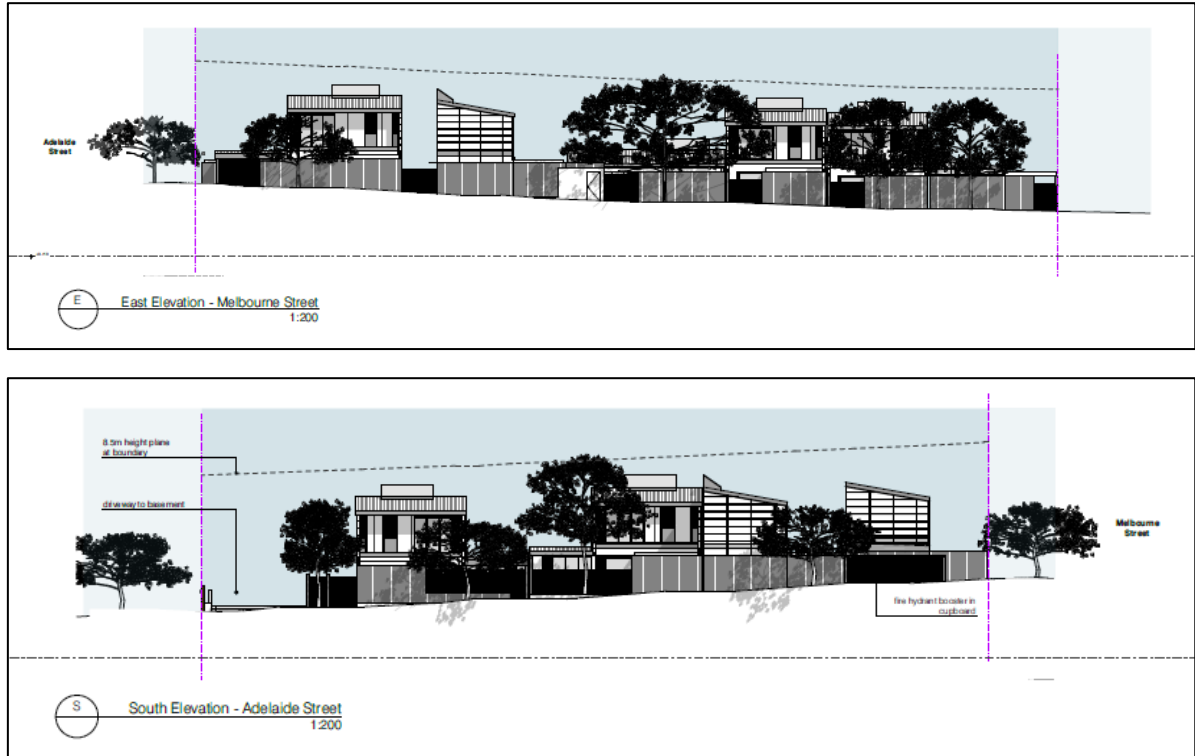 Adelaide
Street
E
East Elevation - Melbourne Street
1:200
8.5m height plane
at boundary
driveway to basement
Melbourne
Street
fire hydrant booster in
cupboard
S
South Elevation - Adelaide Street
1:200